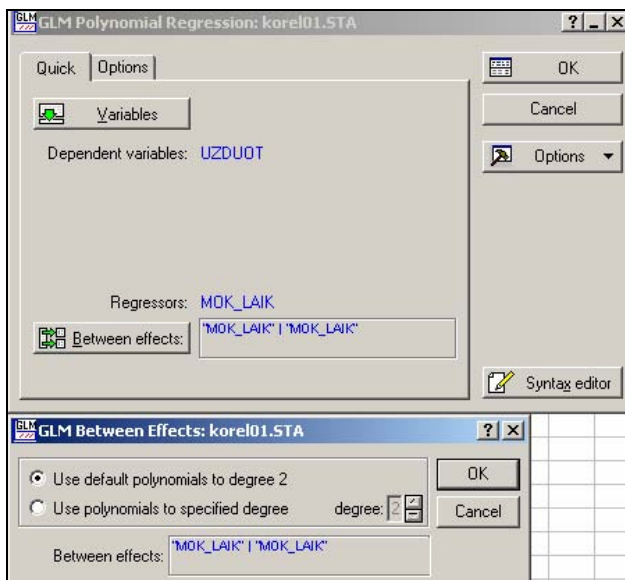 GLM GLM Polynomial Regression: korel01.STA
Quick Options
OK
Variables
Cancel
Dependent variables: UZDUOT
Options
Regressors: MOK_LAIK
Between effects: "MOK_LAIK" | "MOK_LAIK"
Syntax editor
GLM GLM Between Effects: korel01.STA
Use default polynomials to degree 2
OK
Use polynomials to specified degree degree: 2
Cancel
Between effects: "MOK_LAIK" | "MOK_LAIK"